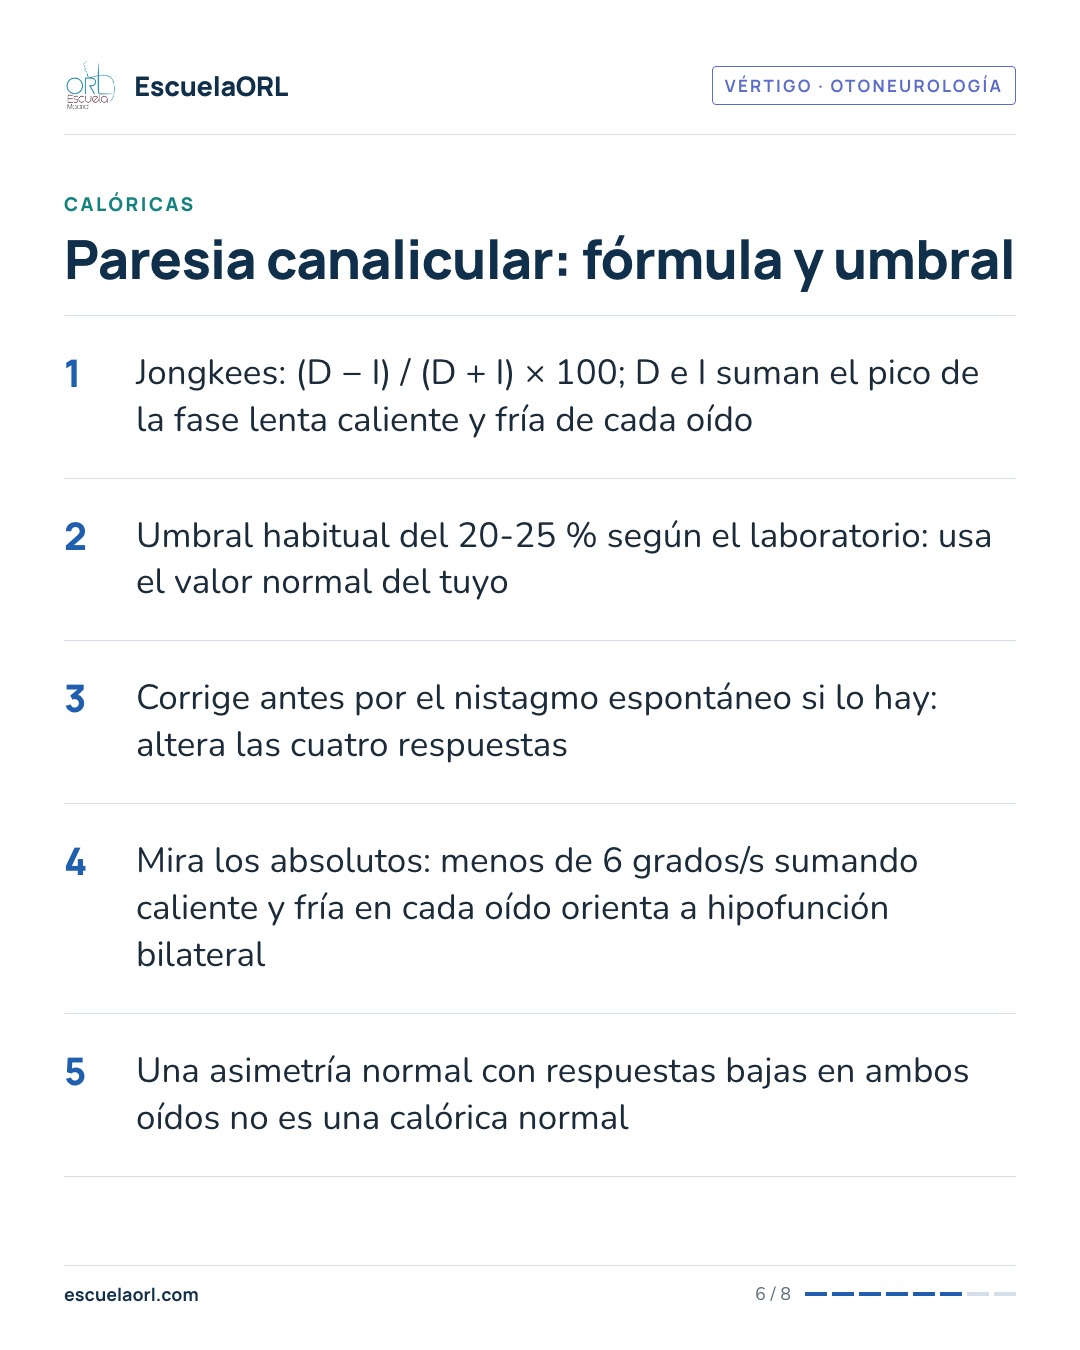 ORL
Escuela
Madrid
EscuelaORL
VÉRTIGO · OTONEUROLOGÍA
CALÓRICAS
Paresia canalicular: fórmula y umbral
1
Jongkees: (D − I) / (D + I) × 100; D e I suman el pico de
la fase lenta caliente y fría de cada oído
2
Umbral habitual del 20-25 % según el laboratorio: usa
el valor normal del tuyo
3
Corrige antes por el nistagmo espontáneo si lo hay:
altera las cuatro respuestas
4
Mira los absolutos: menos de 6 grados/s sumando
caliente y fría en cada oído orienta a hipofunción
bilateral
5
Una asimetría normal con respuestas bajas en ambos
oídos no es una calórica normal
escuelaorl.com
6 / 8